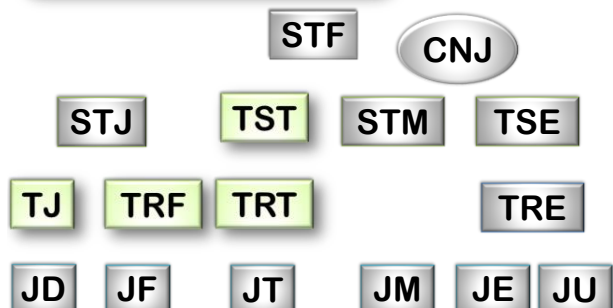 STF CNJ
STJ TST STM TSE
TJ TRF TRT TRE
JD JF JT JM JE JU